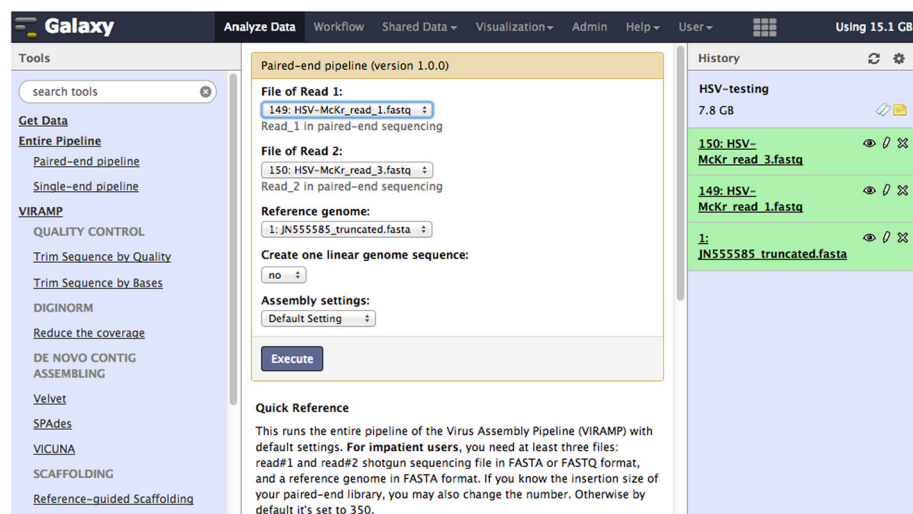 Galaxy
Analyze Data Workflow Shared Data Visualization Admin Help User Using 15.1 GB
Tools
search tools
Get Data
Entire Pipeline
Paired-end pipeline
Single-end pipeline
VIRAMP
QUALITY CONTROL
Trim Sequence by Quality
Trim Sequence by Bases
DIGINORM
Reduce the coverage
DE NOVO CONTIG
ASSEMBLING
Velvet
SPAdes
VICUNA
SCAFFOLDING
Reference-guided Scaffolding
Paired-end pipeline (version 1.0.0)
File of Read 1:
149: HSV-McKr_read_1.fastq
Read_1 in paired-end sequencing
File of Read 2:
150: HSV-McKr_read_3.fastq
Read_2 in paired-end sequencing
Reference genome:
1: JN555585_truncated.fasta
Create one linear genome sequence:
no
Assembly settings:
Default Setting
Execute
Quick Reference
This runs the entire pipeline of the Virus Assembly Pipeline (VIRAMP) with
default settings. For impatient users, you need at least three files:
read#1 and read#2 shotgun sequencing file in FASTA or FASTQ format,
and a reference genome in FASTA format. If you know the insertion size of
your paired-end library, you may also change the number. Otherwise by
default it's set to 350.
History
HSV-testing
7.8 GB
150: HSV-
McKr_read_3.fastq
149: HSV-
McKr_read_1.fastq
1:
JN555585_truncated.fasta